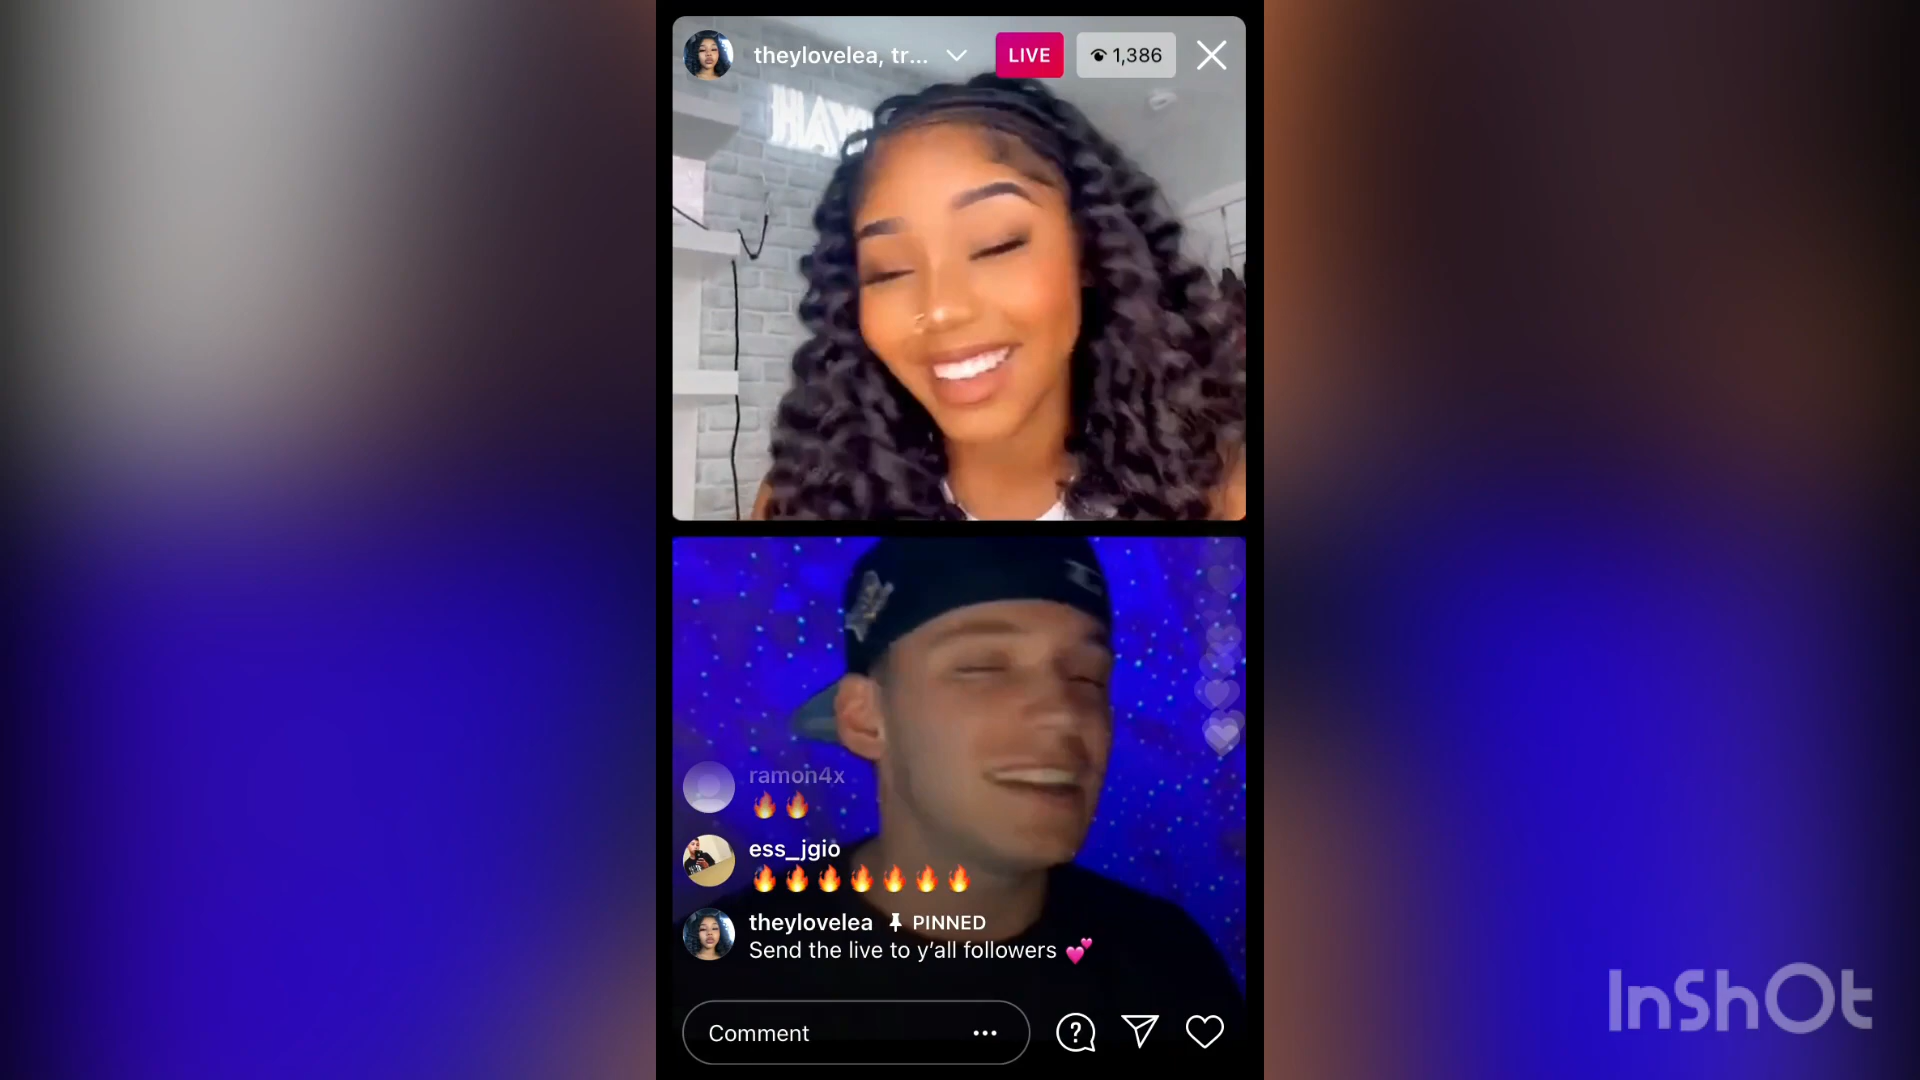 theylovelea, tr...
LIVE
1,386
ramon4x
🔥🔥
ess_jgio
🔥🔥🔥🔥🔥🔥🔥
theylovelea PINNED
Send the live to y’all followers 💕
Comment
InShOt